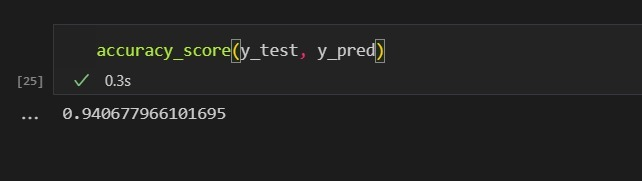 accuracy_score(y_test, y_pred)
[25] ✓ 0.3s
... 0.940677966101695